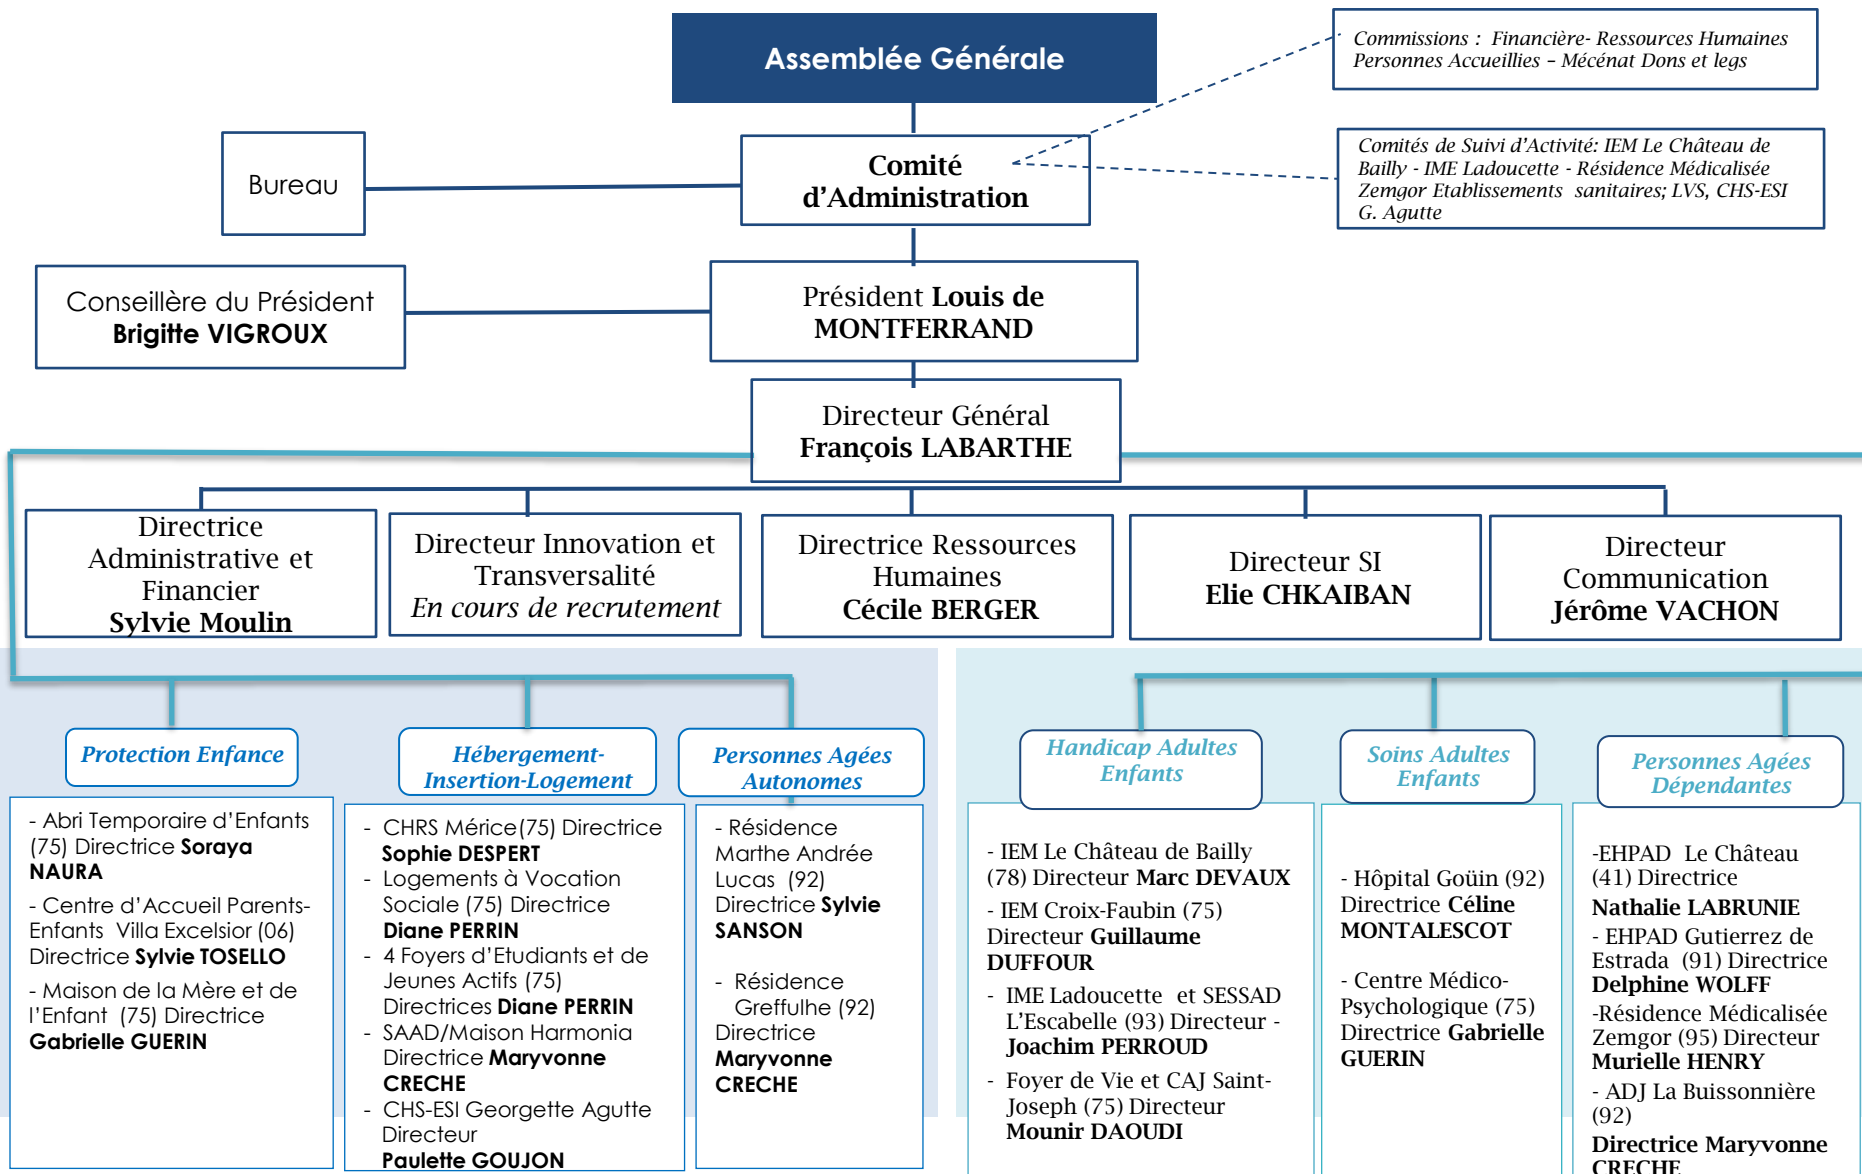 Assemblée Générale
Commissions : Financière- Ressources Humaines
Personnes Accueillies – Mécénat Dons et legs
Comité
d'Administration
Bureau
Comités de Suivi d'Activité: IEM Le Château de
Bailly - IME Ladoucette - Résidence Médicalisée
Zemgor Etablissements sanitaires; LVS, CHS-ESI
G. Agutte
Conseillère du Président
Brigitte VIGROUX
Président Louis de
MONTFERRAND
Directeur Général
François LABARTHE
Directrice
Administrative et
Financier
Sylvie Moulin
Directeur Innovation et
Transversalité
En cours de recrutement
Directrice Ressources
Humaines
Cécile BERGER
Directeur SI
Elie CHKAIBAN
Directeur
Communication
Jérôme VACHON
Protection Enfance
- Abri Temporaire d'Enfants
(75) Directrice Soraya
NAURA
- Centre d'Accueil Parents-
Enfants Villa Excelsior (06)
Directrice Sylvie TOSELLO
- Maison de la Mère et de
l'Enfant (75) Directrice
Gabrielle GUERIN
Hébergement-
Insertion-Logement
- CHRS Mérice(75) Directrice
Sophie DESPERT
- Logements à Vocation
Sociale (75) Directrice
Diane PERRIN
- 4 Foyers d'Etudiants et de
Jeunes Actifs (75)
Directrices Diane PERRIN
- SAAD/Maison Harmonia
Directrice Maryvonne
CRECHE
- CHS-ESI Georgette Agutte
Directeur
Paulette GOUJON
Personnes Agées
Autonomes
- Résidence
Marthe Andrée
Lucas (92)
Directrice Sylvie
SANSON
- Résidence
Greffulhe (92)
Directrice
Maryvonne
CRECHE
Handicap Adultes
Enfants
- IEM Le Château de Bailly
(78) Directeur Marc DEVAUX
- IEM Croix-Faubin (75)
Directeur Guillaume
DUFFOUR
- IME Ladoucette et SESSAD
L'Escabelle (93) Directeur -
Joachim PERROUD
- Foyer de Vie et CAJ Saint-
Joseph (75) Directeur
Mounir DAOUDI
Soins Adultes
Enfants
- Hôpital Goüin (92)
Directrice Céline
MONTALESCOT
- Centre Médico-
Psychologique (75)
Directrice Gabrielle
GUERIN
Personnes Agées
Dépendantes
-EHPAD Le Château
(41) Directrice
Nathalie LABRUNIE
- EHPAD Gutierrez de
Estrada (91) Directrice
Delphine WOLFF
-Résidence Médicalisée
Zemgor (95) Directeur
Murielle HENRY
- ADJ La Buissonnière
(92)
Directrice Maryvonne
CRECHE